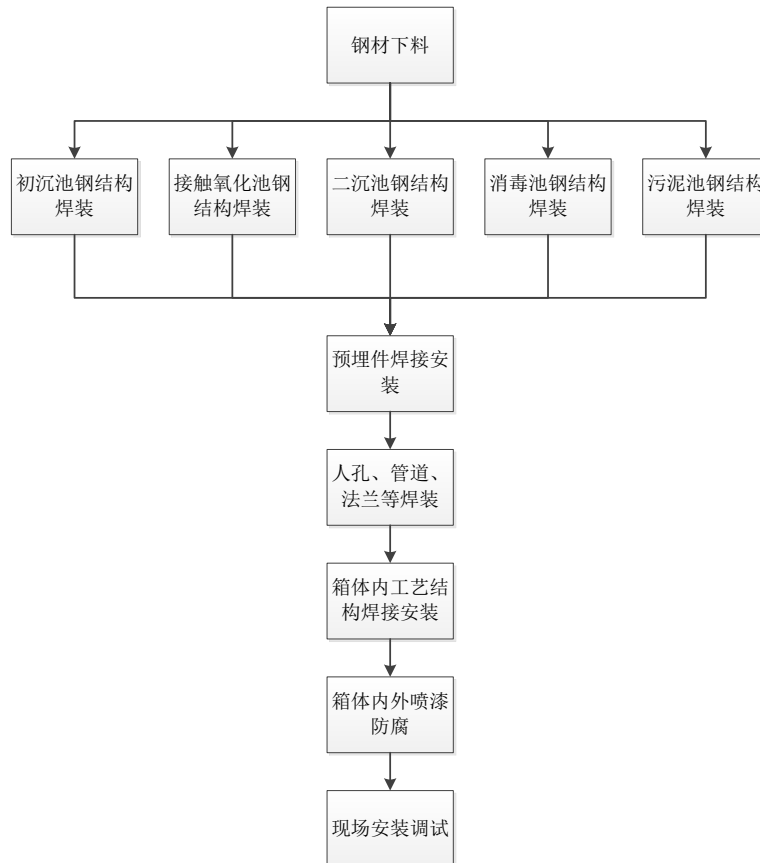 钢材下料
初沉池钢结构
焊装
接触氧化池钢
结构焊装
二沉池钢结构
焊装
消毒池钢结构
焊装
污泥池钢结构
焊装
预埋件焊接安
装
人孔、管道、
法兰等焊装
箱体内工艺结
构焊接安装
箱体内外喷漆
防腐
现场安装调试